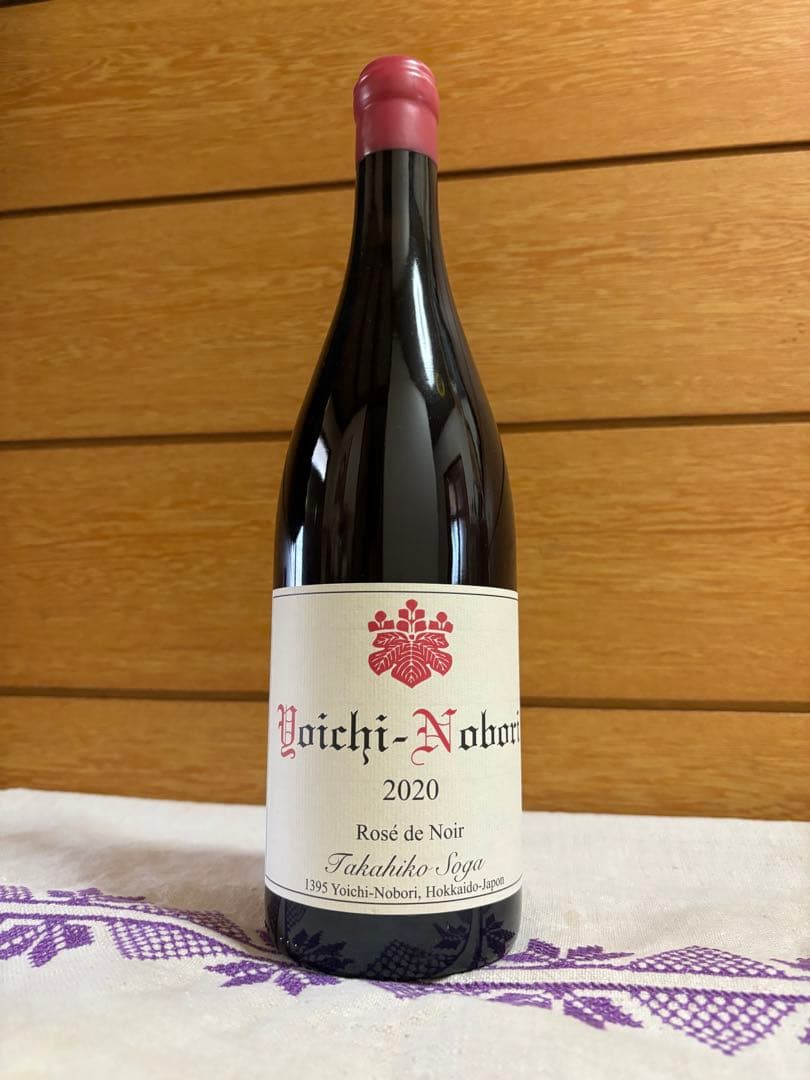 Yoichi-Nobori
2020
Rosé de Noir
Takahiko Soga
1395 Yoichi-Nobori, Hokkaido-Japon